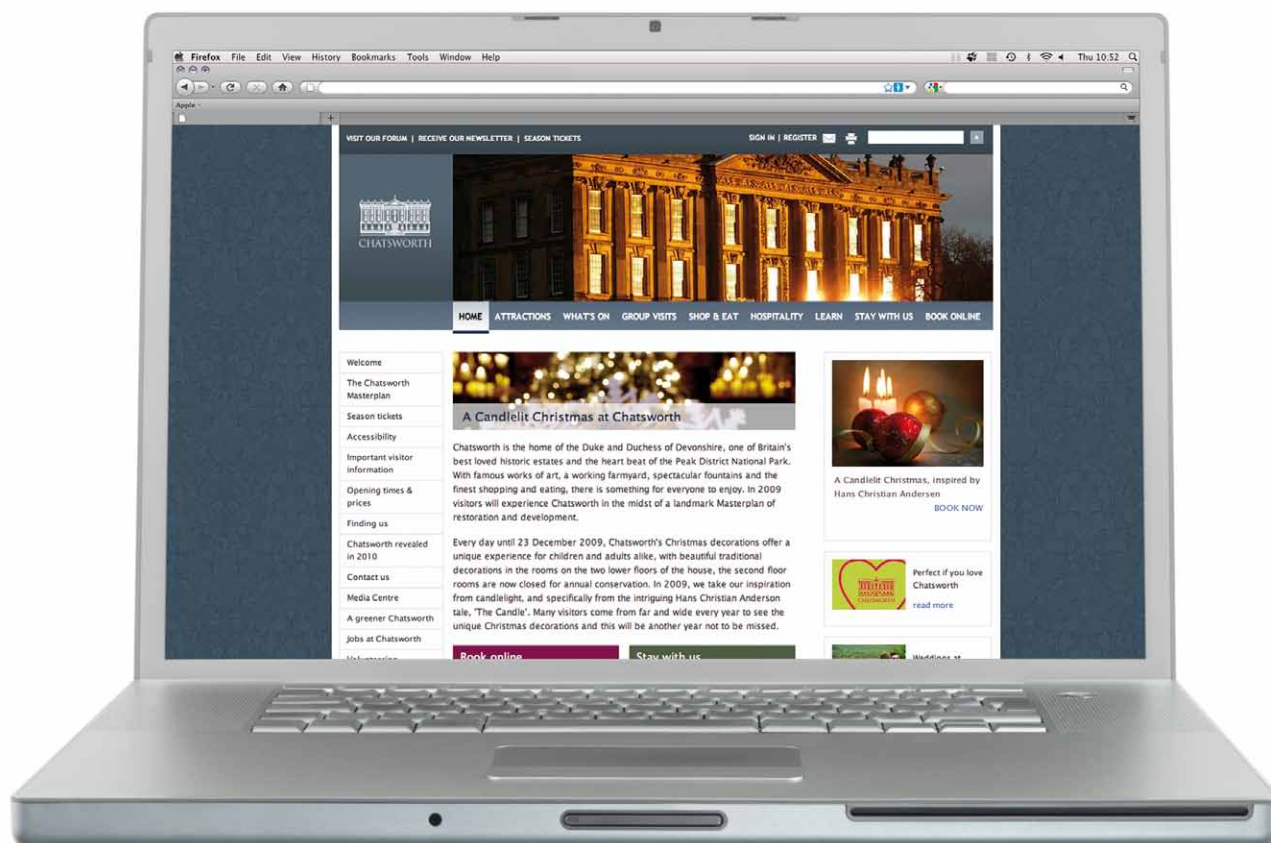 Firefox File Edit View History Bookmarks Tools Window Help Thu 10:52
Apple
VISIT OUR FORUM | RECEIVE OUR NEWSLETTER | SEASON TICKETS SIGN IN | REGISTER
CHATSWORTH
HOME ATTRACTIONS WHAT'S ON GROUP VISITS SHOP & EAT HOSPITALITY LEARN STAY WITH US BOOK ONLINE
Welcome
The Chatsworth
Masterplan
Season tickets
Accessibility
Important visitor
information
Opening times &
prices
Finding us
Chatsworth revealed
in 2010
Contact us
Media Centre
A greener Chatsworth
Jobs at Chatsworth
Volunteering
A Candlelit Christmas at Chatsworth
Chatsworth is the home of the Duke and Duchess of Devonshire, one of Britain's
best loved historic estates and the heart beat of the Peak District National Park.
With famous works of art, a working farmyard, spectacular fountains and the
finest shopping and eating, there is something for everyone to enjoy. In 2009
visitors will experience Chatsworth in the midst of a landmark Masterplan of
restoration and development.
Every day until 23 December 2009, Chatsworth's Christmas decorations offer a
unique experience for children and adults alike, with beautiful traditional
decorations in the rooms on the two lower floors of the house, the second floor
rooms are now closed for annual conservation. In 2009, we take our inspiration
from candlelight, and specifically from the intriguing Hans Christian Anderson
tale, 'The Candle'. Many visitors come from far and wide every year to see the
unique Christmas decorations and this will be another year not to be missed.
Book online
Stay with us
A Candlelit Christmas, inspired by
Hans Christian Andersen
BOOK NOW
CHATSWORTH
Perfect if you love
Chatsworth
read more
Weddings at